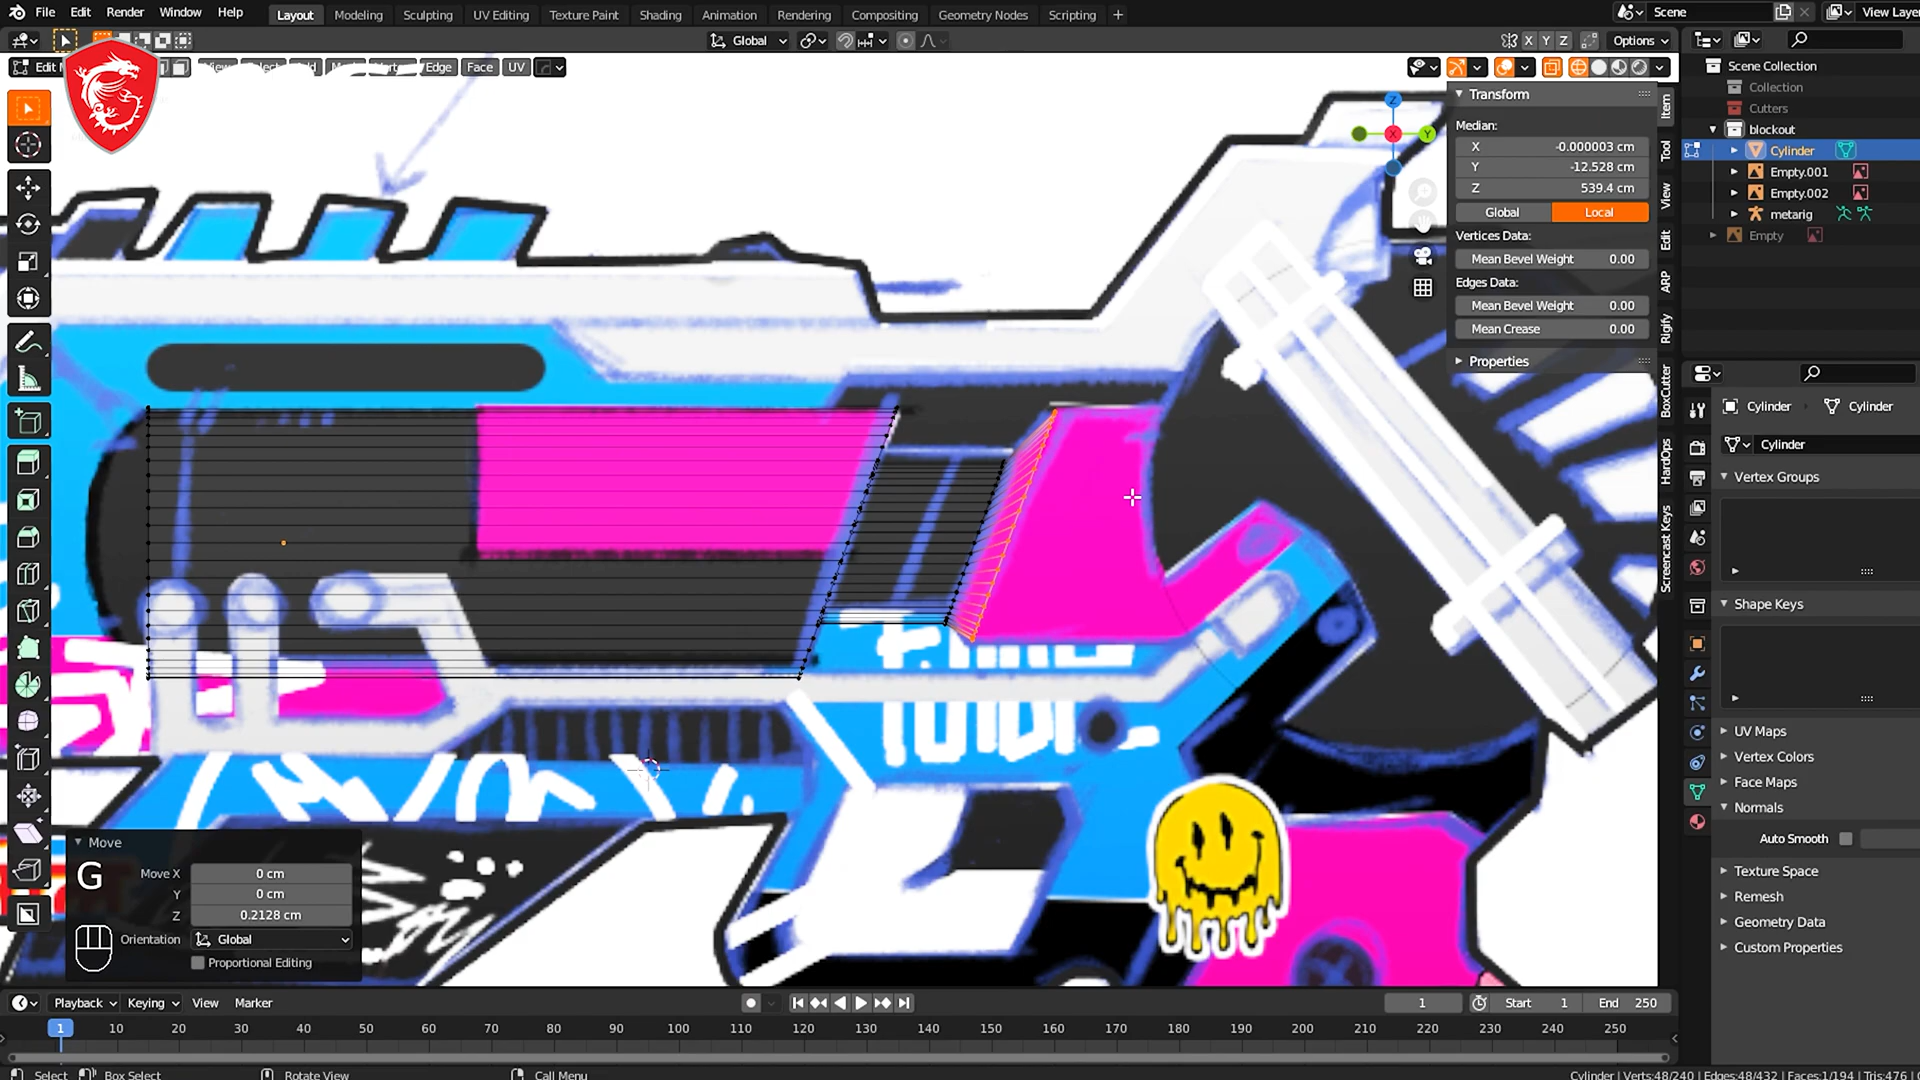 File Edit Render Window Help Layout Modeling Sculpting UV Editing Texture Paint Shading Animation Rendering Compositing Geometry Nodes Scripting + Scene View Layer
Global X Y Z Options
Edit Edge Face UV
Transform
Median:
X -0.000003 cm
Y -12.528 cm
Z 539.4 cm
Global Local
Vertices Data:
Mean Bevel Weight 0.00
Edges Data:
Mean Bevel Weight 0.00
Mean Crease 0.00
Properties
Item
Tool
View
Edit
ARP
Rigify
BoxCutter
HardOps
Screencast Keys
Z
X
Y
Scene Collection
Collection
Cutters
blockout
Cylinder
Empty.001
Empty.002
metarig
Empty
Cylinder Cylinder
Cylinder
Vertex Groups
Shape Keys
UV Maps
Vertex Colors
Face Maps
Normals
Auto Smooth
Texture Space
Remesh
Geometry Data
Custom Properties
Move
G
Move X 0 cm
Y 0 cm
Z 0.2128 cm
Orientation Global
Proportional Editing
Playback Keying View Marker 1 Start 1 End 250
1 10 20 30 40 50 60 70 80 90 100 110 120 130 140 150 160 170 180 190 200 210 220 230 240 250
Select Box Select Rotate View Call Menu Cylinder | Verts:48/240 | Edges:48/432 | Faces:1/194 | Tris:476